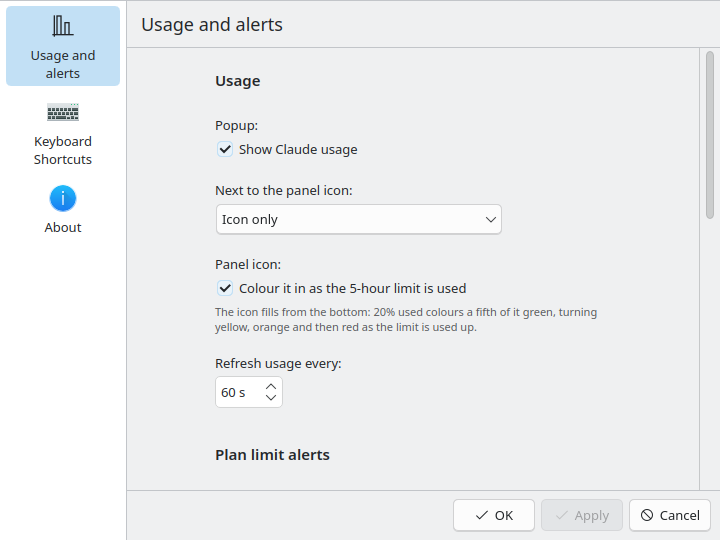 Usage and
alerts
Keyboard
Shortcuts
About
Usage and alerts
Usage
Popup:
Show Claude usage
Next to the panel icon:
Icon only
Panel icon:
Colour it in as the 5-hour limit is used
The icon fills from the bottom: 20% used colours a fifth of it green, turning
yellow, orange and then red as the limit is used up.
Refresh usage every:
60 s
Plan limit alerts
OK
Apply
Cancel